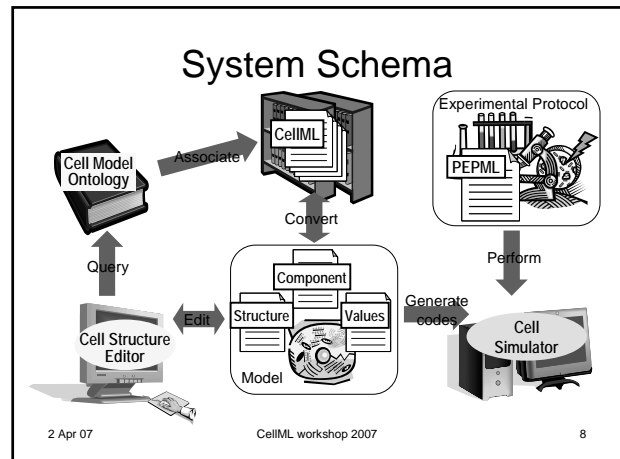 System Schema
Experimental Protocol
CellML
PEPML
Cell Model
Ontology
Associate
Convert
Perform
Query
Component
Structure
Values
Edit
Generate
codes
Cell Structure
Editor
Cell
Simulator
Model
2 Apr 07
CellML workshop 2007
8